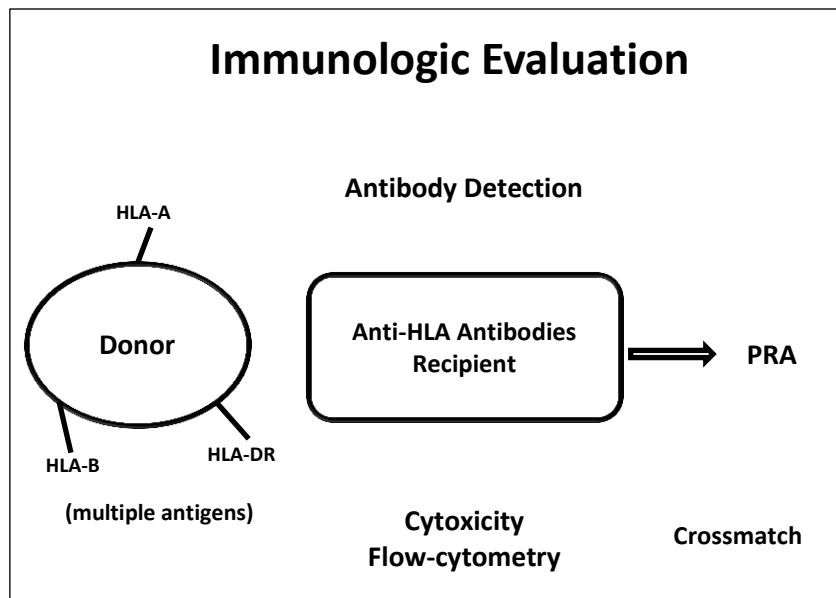 Immunologic Evaluation
Antibody Detection
HLA-A
Donor
HLA-B
HLA-DR
(multiple antigens)
Anti-HLA Antibodies
Recipient
PRA
Cytoxicity
Flow-cytometry
Crossmatch